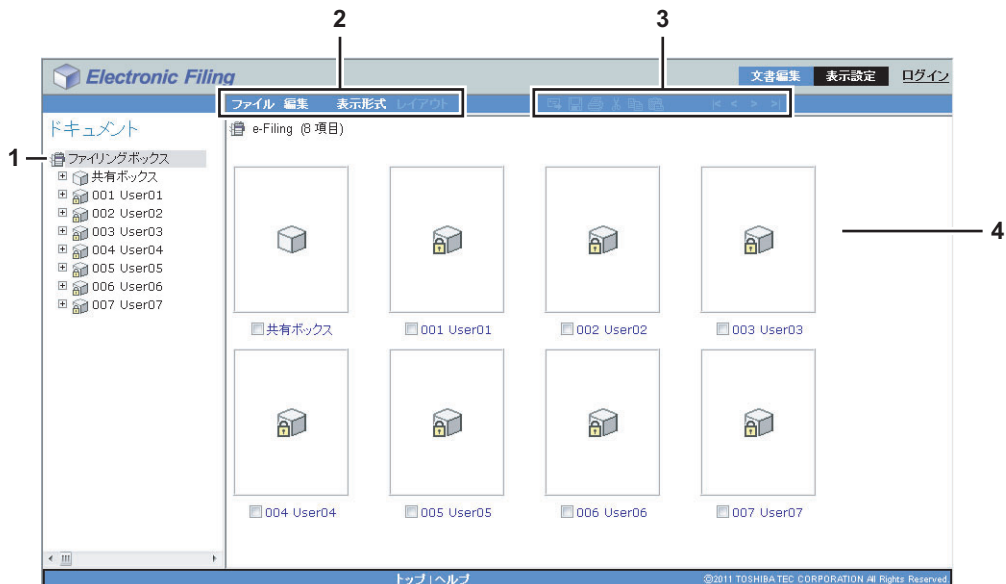 2
3
Electronic Filing
文書編集 表示設定 ログイン
ファイル 編集 表示形式 レイアウト
|< < > >|
ドキュメント
e-Filing (8 項目)
1
ファイリングボックス
共有ボックス
001 User01
002 User02
003 User03
004 User04
005 User05
006 User06
007 User07
4
共有ボックス 001 User01 002 User02 003 User03
004 User04 005 User05 006 User06 007 User07
トップ | ヘルプ
©2011 TOSHIBA TEC CORPORATION All Rights Reserved